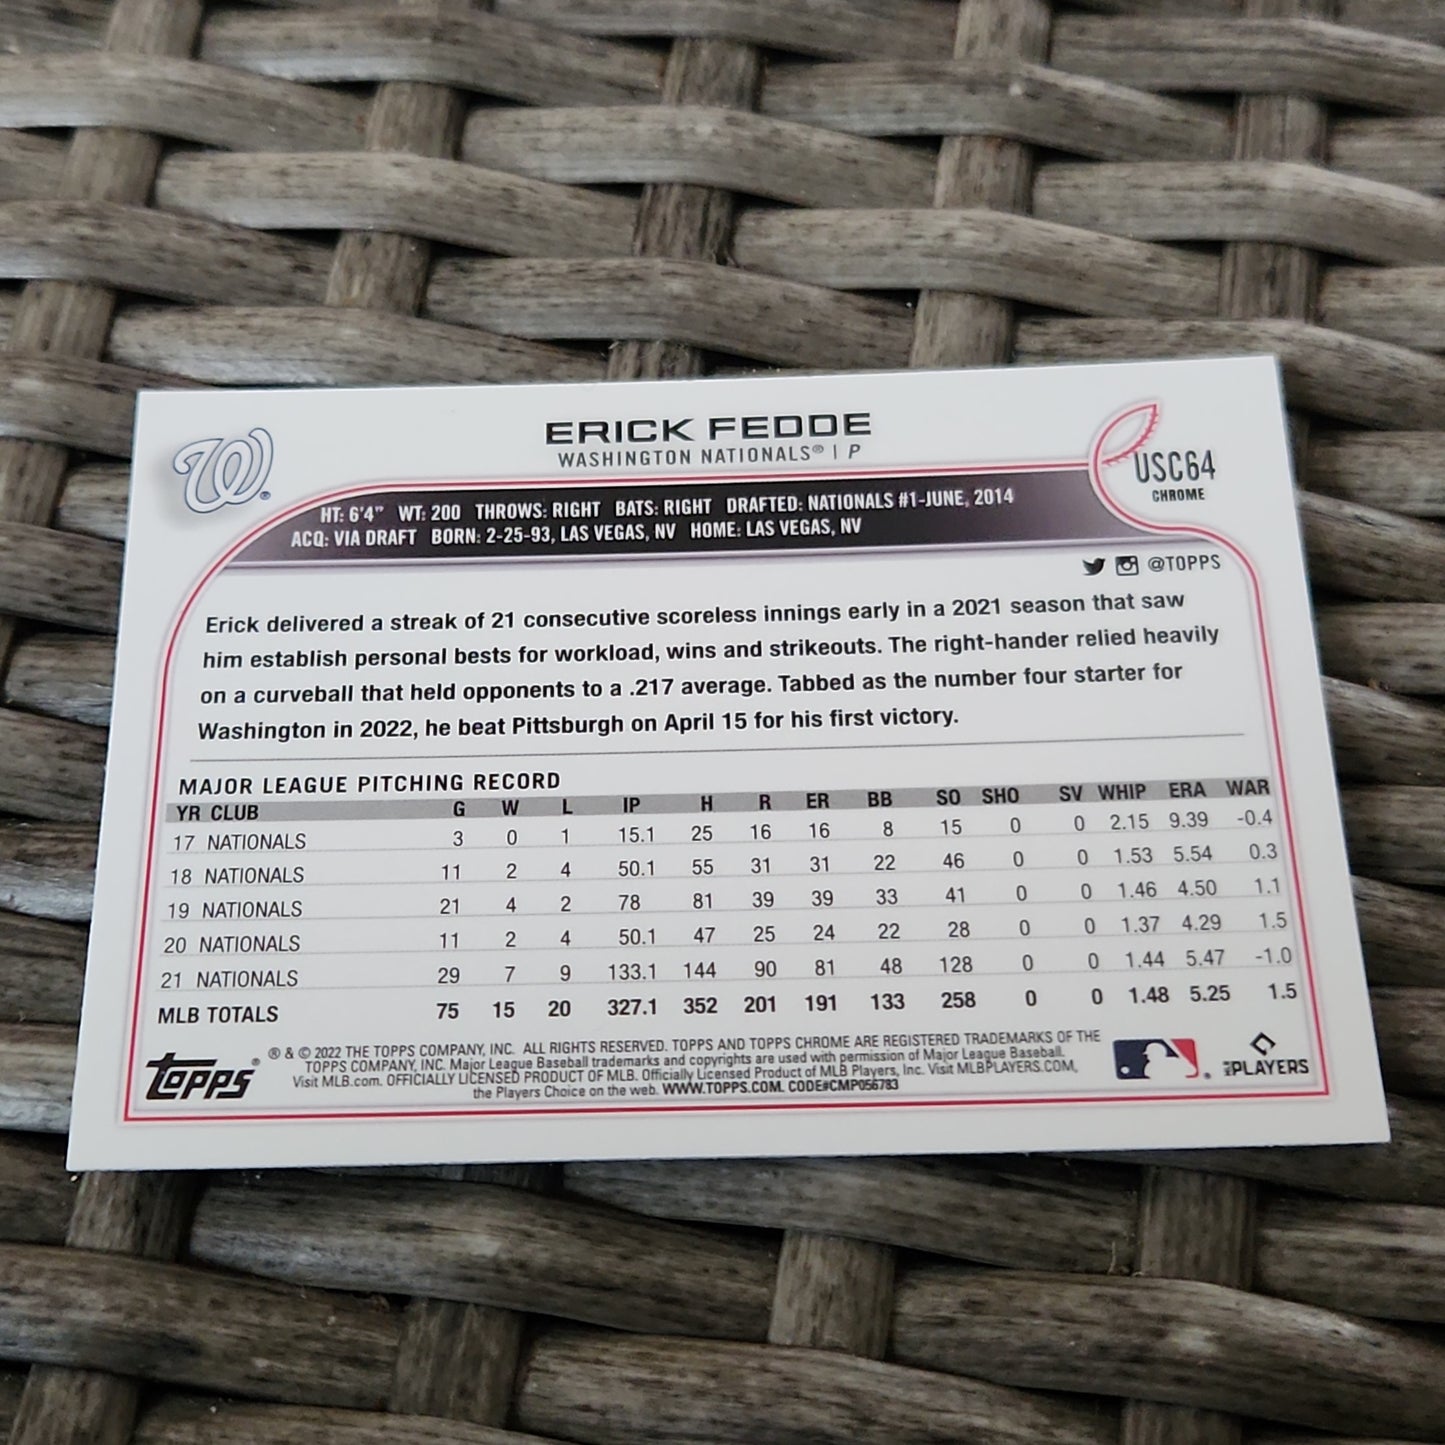 ERICK FEDDE
WASHINGTON NATIONALS® | P
USC64
CHROME
HT: 6'4" WT: 200 THROWS: RIGHT BATS: RIGHT DRAFTED: NATIONALS #1-JUNE, 2014
ACQ: VIA DRAFT BORN: 2-25-93, LAS VEGAS, NV HOME: LAS VEGAS, NV
@TOPPS
Erick delivered a streak of 21 consecutive scoreless innings early in a 2021 season that saw
him establish personal bests for workload, wins and strikeouts. The right-hander relied heavily
on a curveball that held opponents to a .217 average. Tabbed as the number four starter for
Washington in 2022, he beat Pittsburgh on April 15 for his first victory.
MAJOR LEAGUE PITCHING RECORD
YR CLUB G W L IP H R ER BB SO SHO SV WHIP ERA WAR
17 NATIONALS 3 0 1 15.1 25 16 16 8 15 0 0 2.15 9.39 -0.4
18 NATIONALS 11 2 4 50.1 55 31 31 22 46 0 0 1.53 5.54 0.3
19 NATIONALS 21 4 2 78 81 39 39 33 41 0 0 1.46 4.50 1.1
20 NATIONALS 11 2 4 50.1 47 25 24 22 28 0 0 1.37 4.29 1.5
21 NATIONALS 29 7 9 133.1 144 90 81 48 128 0 0 1.44 5.47 -1.0
MLB TOTALS 75 15 20 327.1 352 201 191 133 258 0 0 1.48 5.25 1.5
TOPPS®
® & © 2022 THE TOPPS COMPANY, INC. ALL RIGHTS RESERVED. TOPPS AND TOPPS CHROME ARE REGISTERED TRADEMARKS OF THE
TOPPS COMPANY, INC. Major League Baseball trademarks and copyrights are used with permission of Major League Baseball.
Visit MLB.com. OFFICIALLY LICENSED PRODUCT OF MLB. Officially Licensed Product of MLB Players, Inc. Visit MLBPLAYERS.COM,
the Players Choice on the web. WWW.TOPPS.COM. CODE#CMP056783
MLB PLAYERS